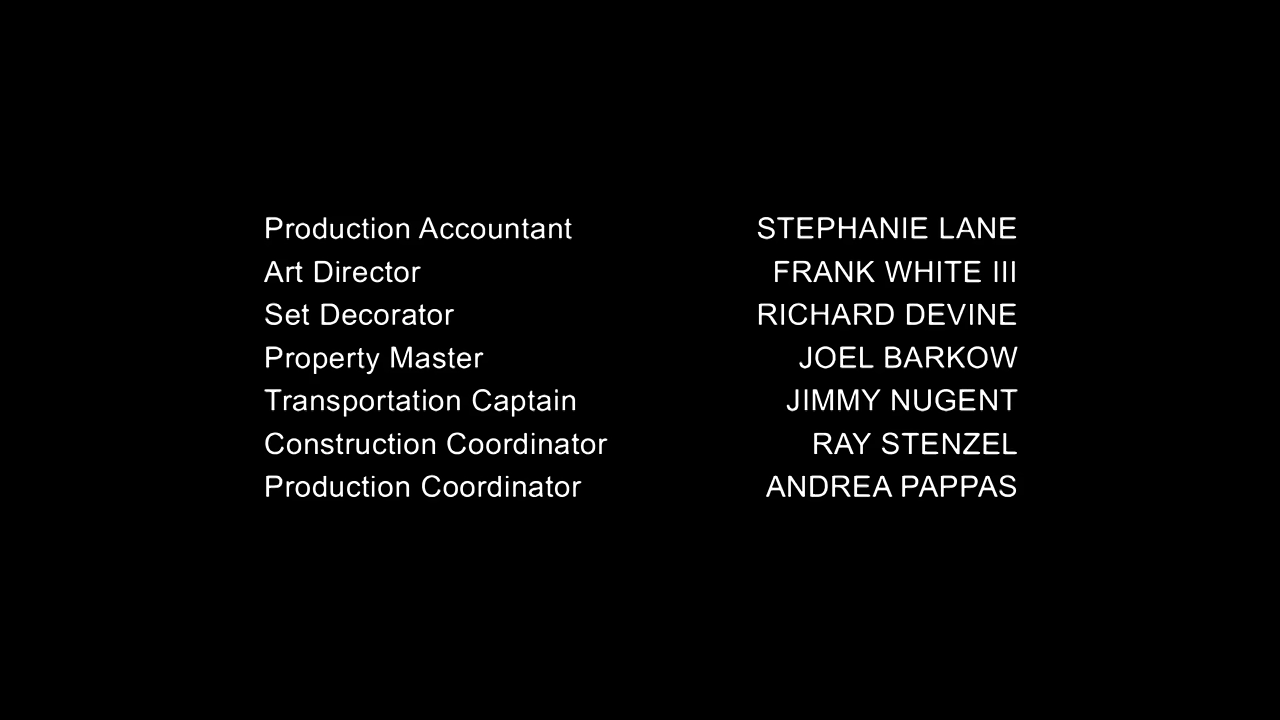 Production Accountant STEPHANIE LANE
Art Director FRANK WHITE III
Set Decorator RICHARD DEVINE
Property Master JOEL BARKOW
Transportation Captain JIMMY NUGENT
Construction Coordinator RAY STENZEL
Production Coordinator ANDREA PAPPAS